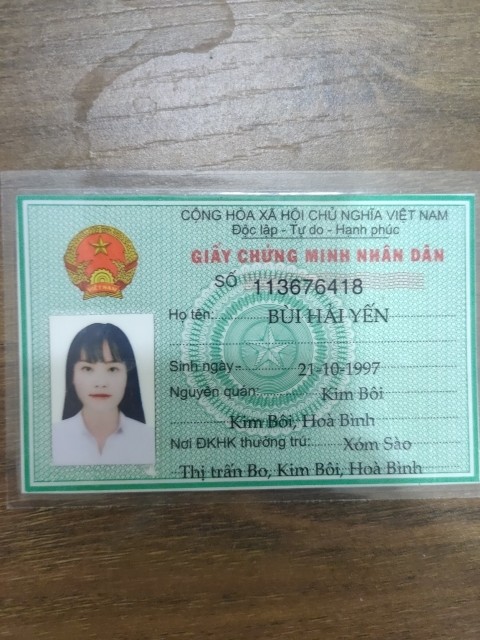 CỘNG HÒA XÃ HỘI CHỦ NGHĨA VIỆT NAM
Độc lập - Tự do - Hạnh phúc
GIẤY CHỨNG MINH NHÂN DÂN
SỐ 113676418
Họ tên: BÙI HẢI YẾN
Sinh ngày 21-10-1997
Nguyên quán: Kim Bôi
Kim Bôi, Hoà Bình
Nơi ĐKHK thường trú: Xóm Sào
Thị trấn Bo, Kim Bôi, Hoà Bình
VIỆT NAM